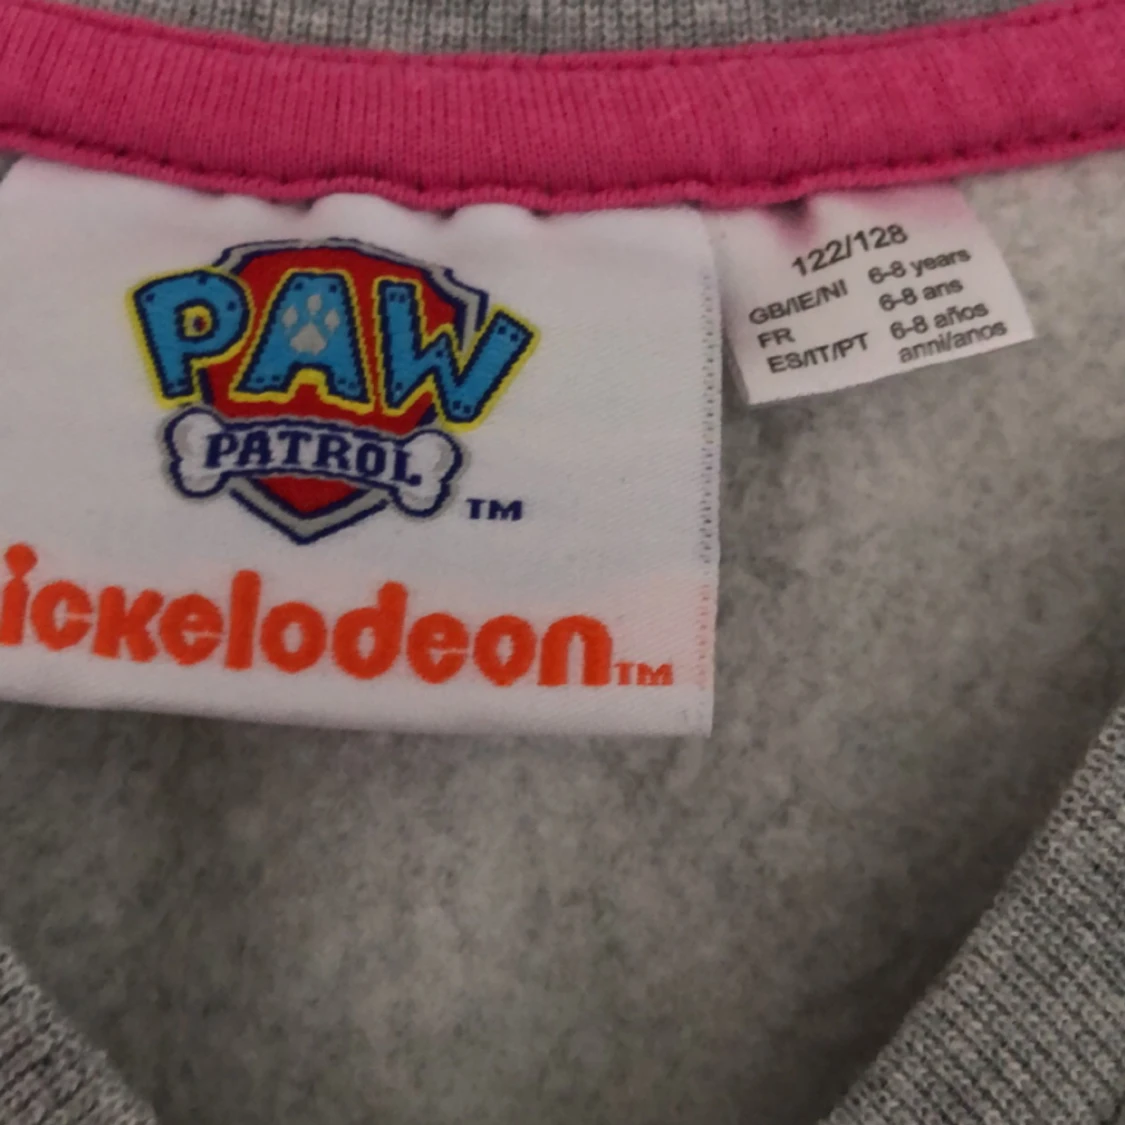 PAW
PATROL
TM
ickelodeon TM
122/128
GB/IE/NI 6-8 years
FR 6-8 ans
ES/IT/PT 6-8 años
anni/anos